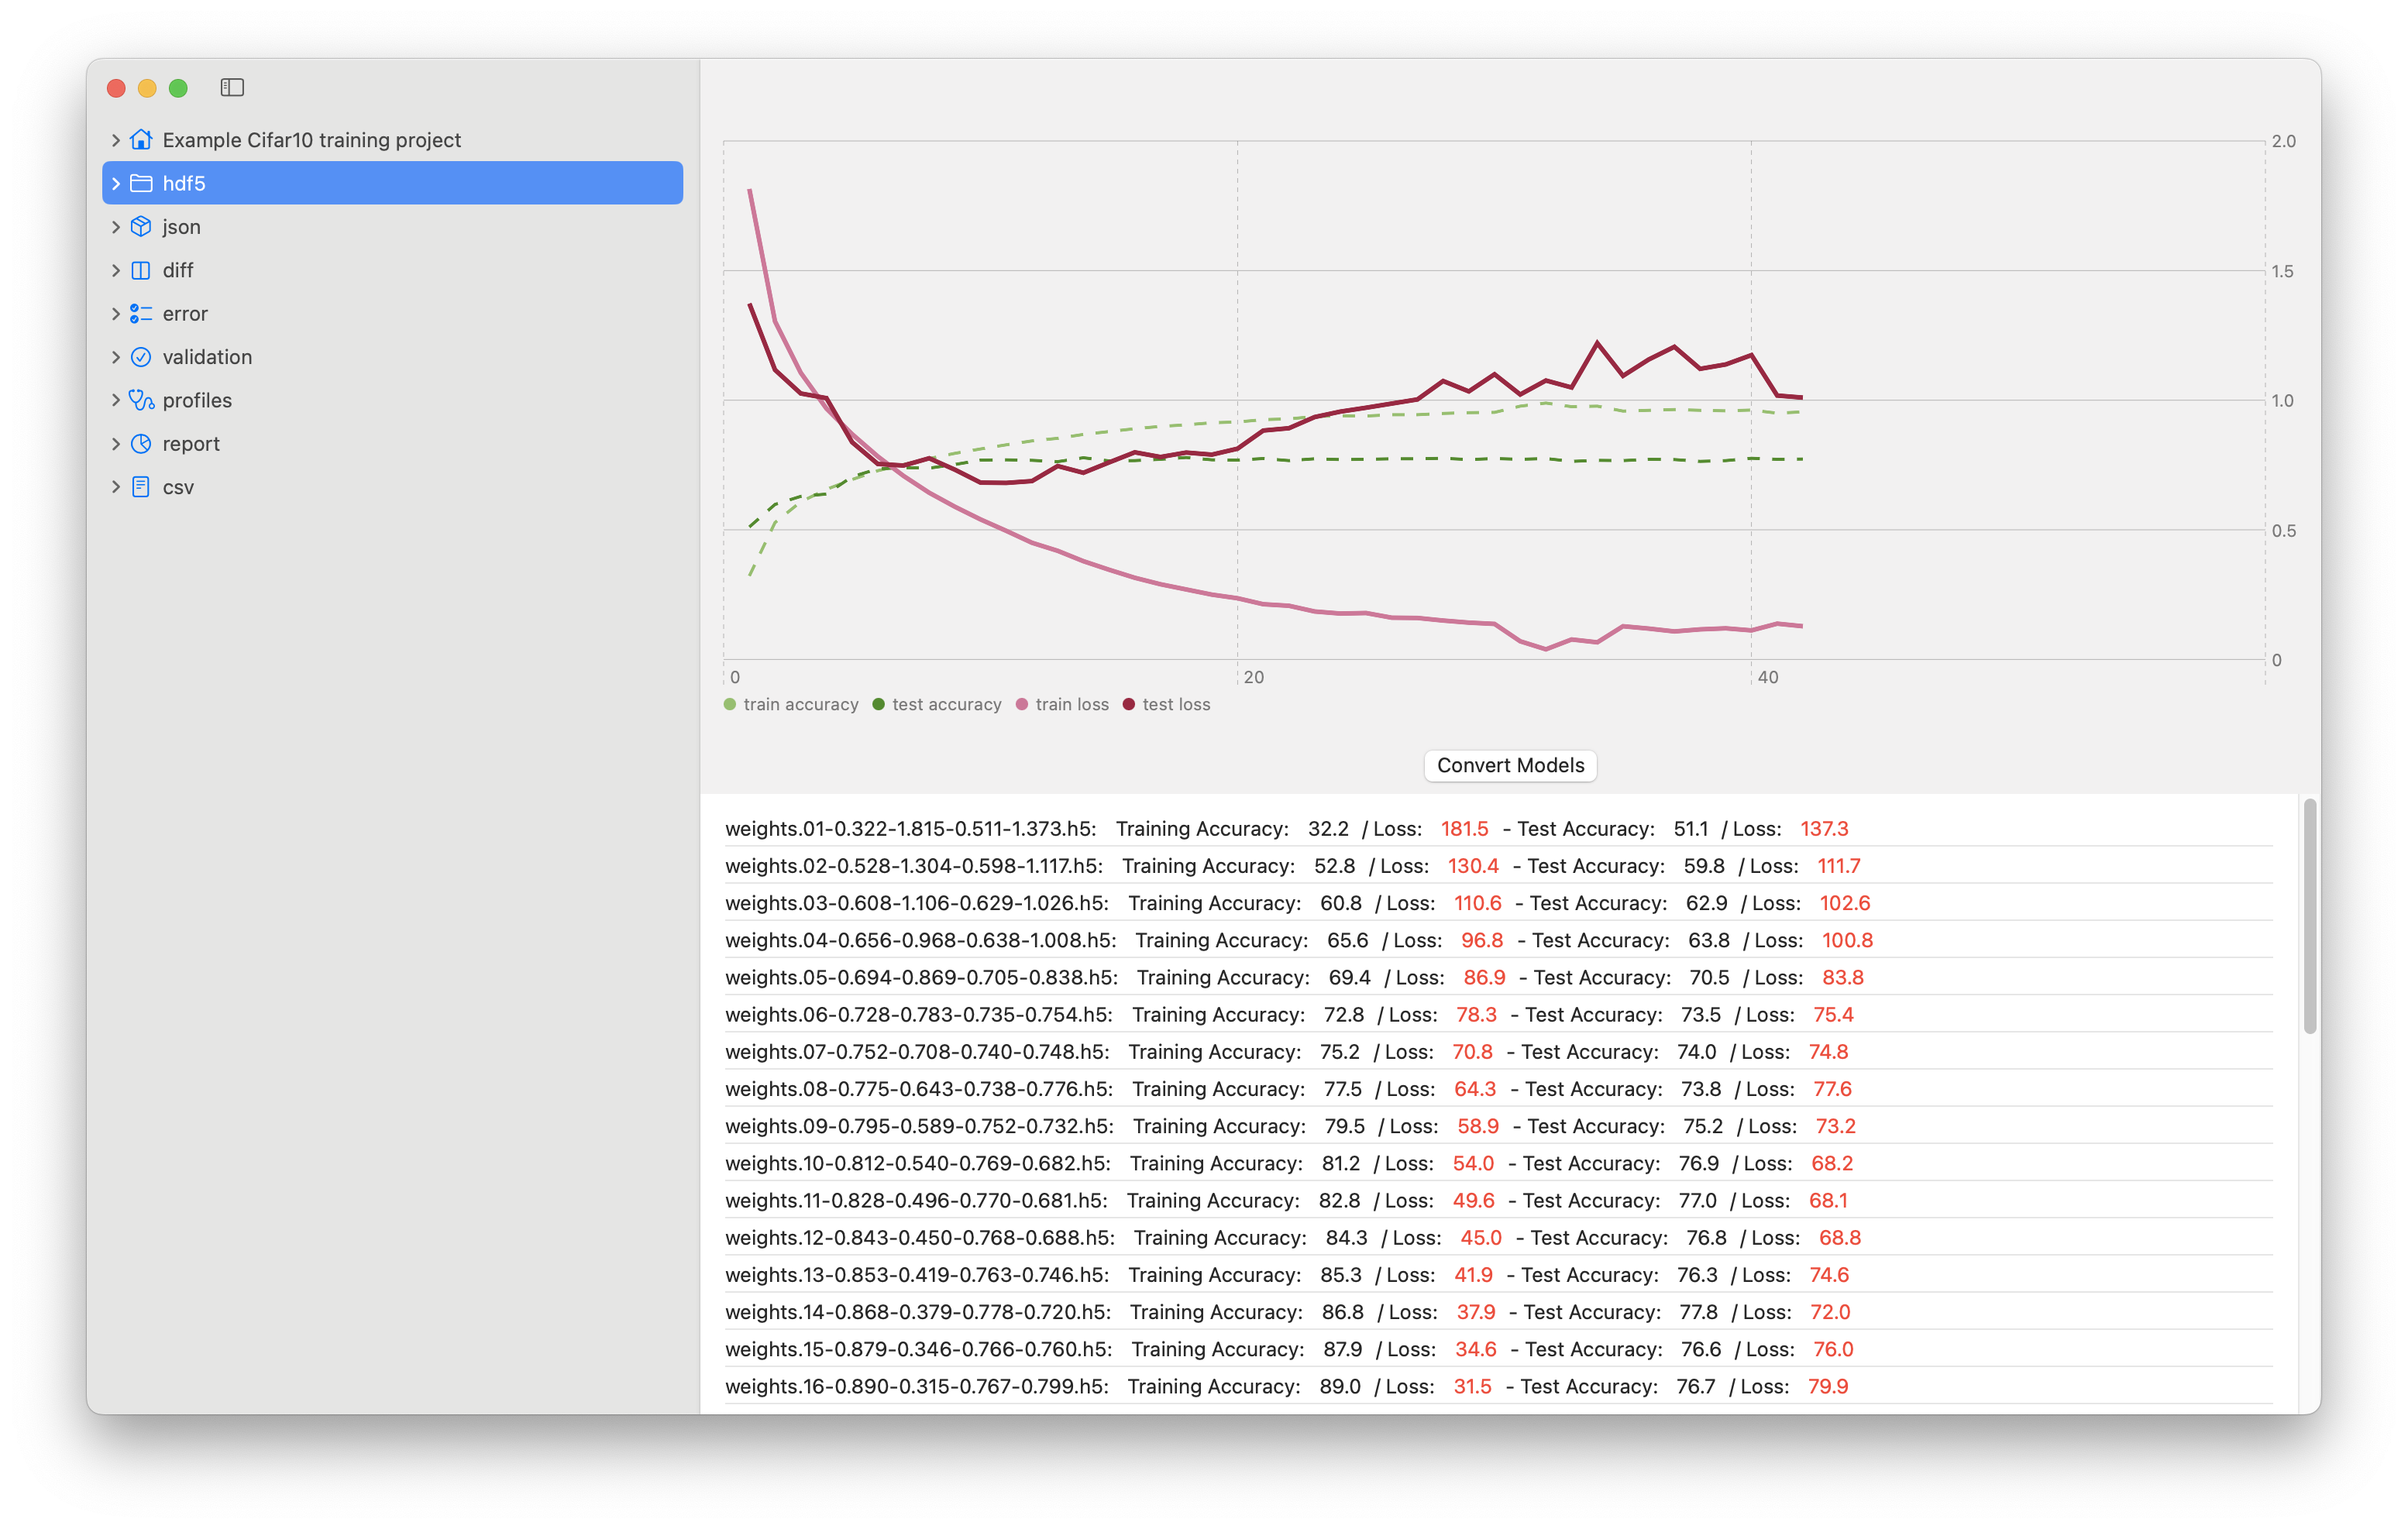 Example Cifar10 training project
hdf5
json
diff
error
validation
profiles
report
csv
2.0
1.5
1.0
0.5
0
0 20 40
train accuracy test accuracy train loss test loss
Convert Models
weights.01-0.322-1.815-0.511-1.373.h5: Training Accuracy: 32.2 / Loss: 181.5 - Test Accuracy: 51.1 / Loss: 137.3
weights.02-0.528-1.304-0.598-1.117.h5: Training Accuracy: 52.8 / Loss: 130.4 - Test Accuracy: 59.8 / Loss: 111.7
weights.03-0.608-1.106-0.629-1.026.h5: Training Accuracy: 60.8 / Loss: 110.6 - Test Accuracy: 62.9 / Loss: 102.6
weights.04-0.656-0.968-0.638-1.008.h5: Training Accuracy: 65.6 / Loss: 96.8 - Test Accuracy: 63.8 / Loss: 100.8
weights.05-0.694-0.869-0.705-0.838.h5: Training Accuracy: 69.4 / Loss: 86.9 - Test Accuracy: 70.5 / Loss: 83.8
weights.06-0.728-0.783-0.735-0.754.h5: Training Accuracy: 72.8 / Loss: 78.3 - Test Accuracy: 73.5 / Loss: 75.4
weights.07-0.752-0.708-0.740-0.748.h5: Training Accuracy: 75.2 / Loss: 70.8 - Test Accuracy: 74.0 / Loss: 74.8
weights.08-0.775-0.643-0.738-0.776.h5: Training Accuracy: 77.5 / Loss: 64.3 - Test Accuracy: 73.8 / Loss: 77.6
weights.09-0.795-0.589-0.752-0.732.h5: Training Accuracy: 79.5 / Loss: 58.9 - Test Accuracy: 75.2 / Loss: 73.2
weights.10-0.812-0.540-0.769-0.682.h5: Training Accuracy: 81.2 / Loss: 54.0 - Test Accuracy: 76.9 / Loss: 68.2
weights.11-0.828-0.496-0.770-0.681.h5: Training Accuracy: 82.8 / Loss: 49.6 - Test Accuracy: 77.0 / Loss: 68.1
weights.12-0.843-0.450-0.768-0.688.h5: Training Accuracy: 84.3 / Loss: 45.0 - Test Accuracy: 76.8 / Loss: 68.8
weights.13-0.853-0.419-0.763-0.746.h5: Training Accuracy: 85.3 / Loss: 41.9 - Test Accuracy: 76.3 / Loss: 74.6
weights.14-0.868-0.379-0.778-0.720.h5: Training Accuracy: 86.8 / Loss: 37.9 - Test Accuracy: 77.8 / Loss: 72.0
weights.15-0.879-0.346-0.766-0.760.h5: Training Accuracy: 87.9 / Loss: 34.6 - Test Accuracy: 76.6 / Loss: 76.0
weights.16-0.890-0.315-0.767-0.799.h5: Training Accuracy: 89.0 / Loss: 31.5 - Test Accuracy: 76.7 / Loss: 79.9